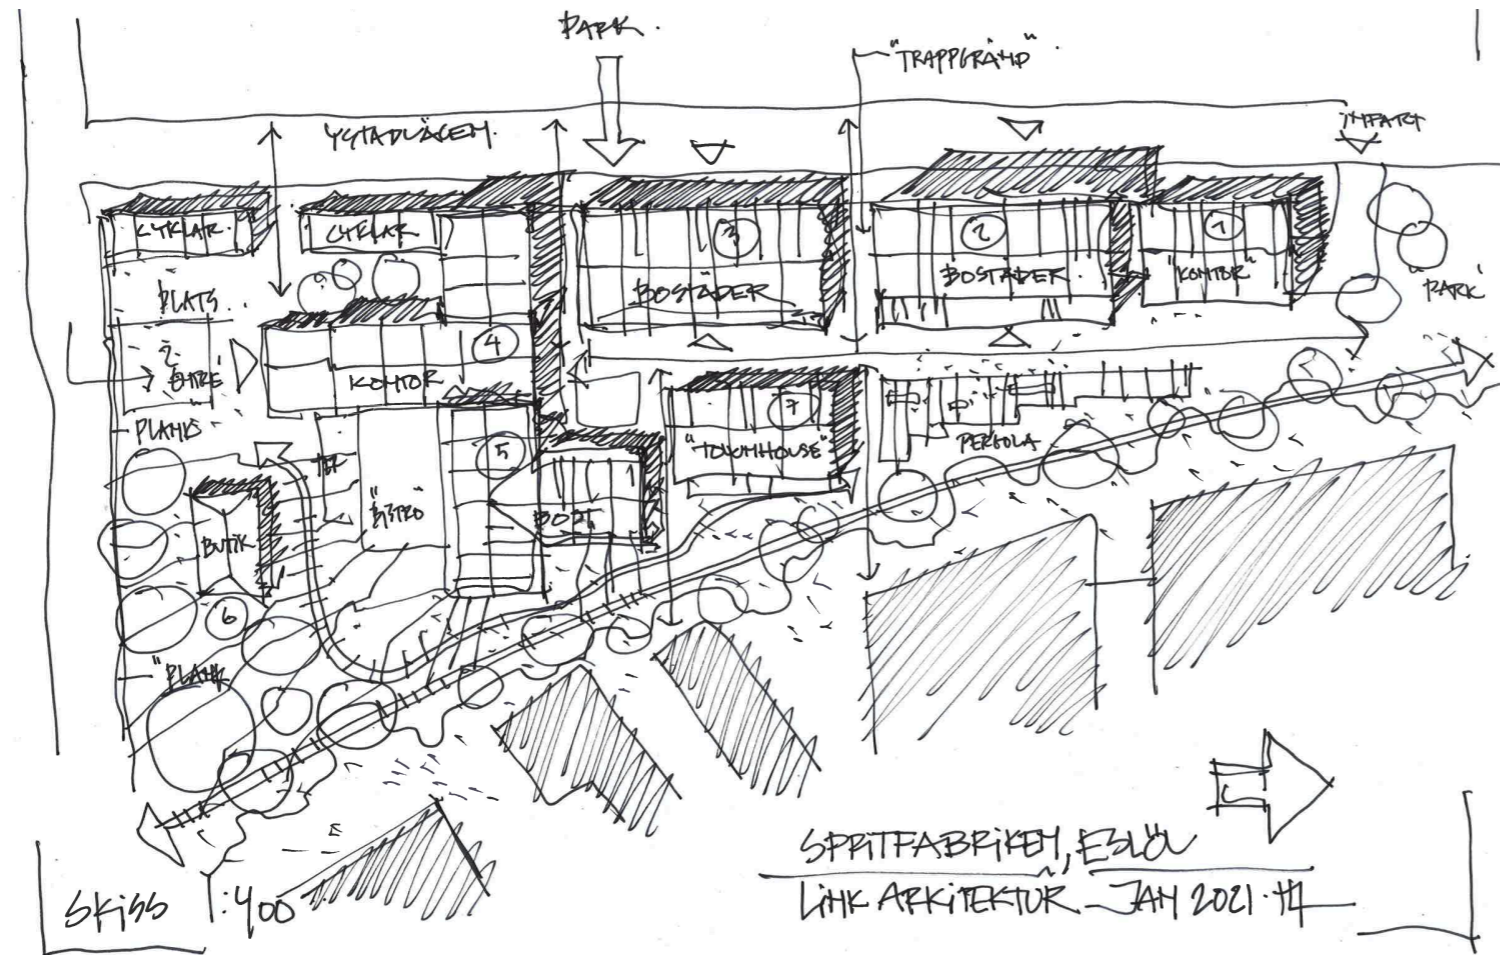 PARK.
"TRAPPGRÄND".
YSTADVÄGEN.
INFART
CYKLAR.
CYKLAR
3
2
1
PLATS.
BOSTÄDER
BOSTÄDER.
"KONTOR"
"PARK"
ENTRÉ
4
KONTOR
7
PLANK
5
"TOWNHOUSE"
PERGOLA
"BISTRO"
BUTIK
6
"PLANK
SPRITFABRIKEN, ESLÖV
LINK ARKITEKTUR - JAN 2021.
SKISS 1:400